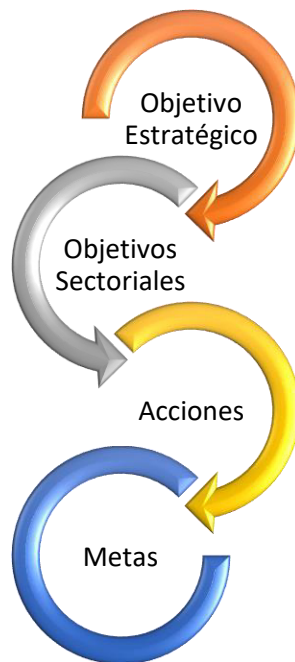 Objetivo
Estratégico
Objetivos
Sectoriales
Acciones
Metas